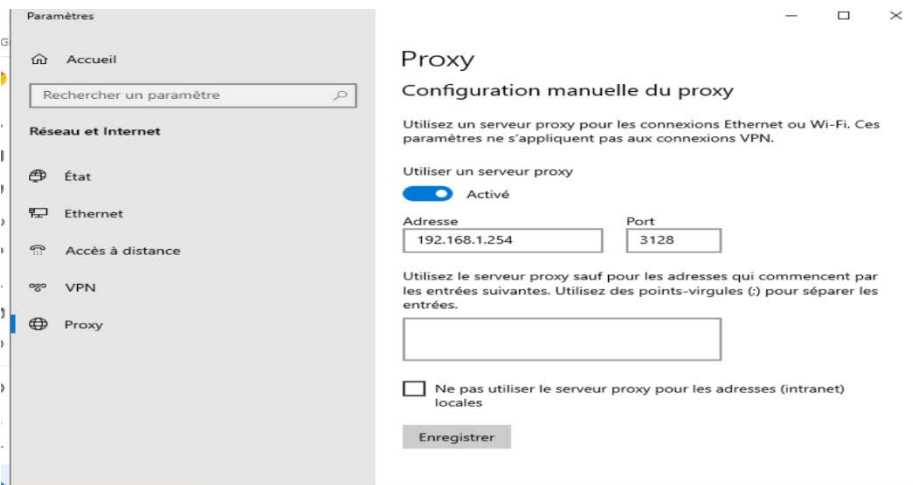 Paramètres
Accueil
Rechercher un paramètre
Réseau et Internet
État
Ethernet
Accès à distance
VPN
Proxy
Proxy
Configuration manuelle du proxy
Utilisez un serveur proxy pour les connexions Ethernet ou Wi-Fi. Ces
paramètres ne s'appliquent pas aux connexions VPN.
Utiliser un serveur proxy
Activé
Adresse Port
192.168.1.254 3128
Utilisez le serveur proxy sauf pour les adresses qui commencent par
les entrées suivantes. Utilisez des points-virgules (;) pour séparer les
entrées.
Ne pas utiliser le serveur proxy pour les adresses (intranet)
locales
Enregistrer